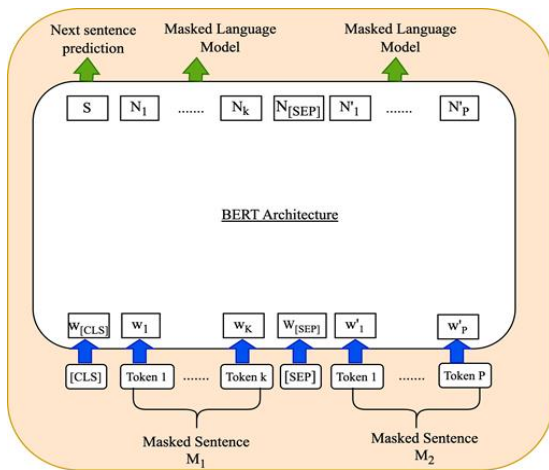 Next sentence
prediction
Masked Language
Model
Masked Language
Model
S N₁ ....... Nₖ N[SEP] N'₁ ....... N'ₚ
BERT Architecture
w[CLS] w₁ w_K W[SEP] w'₁ w'ₚ
[CLS] Token 1 ....... Token k [SEP] Token 1 ....... Token P
Masked Sentence
M₁
Masked Sentence
M₂